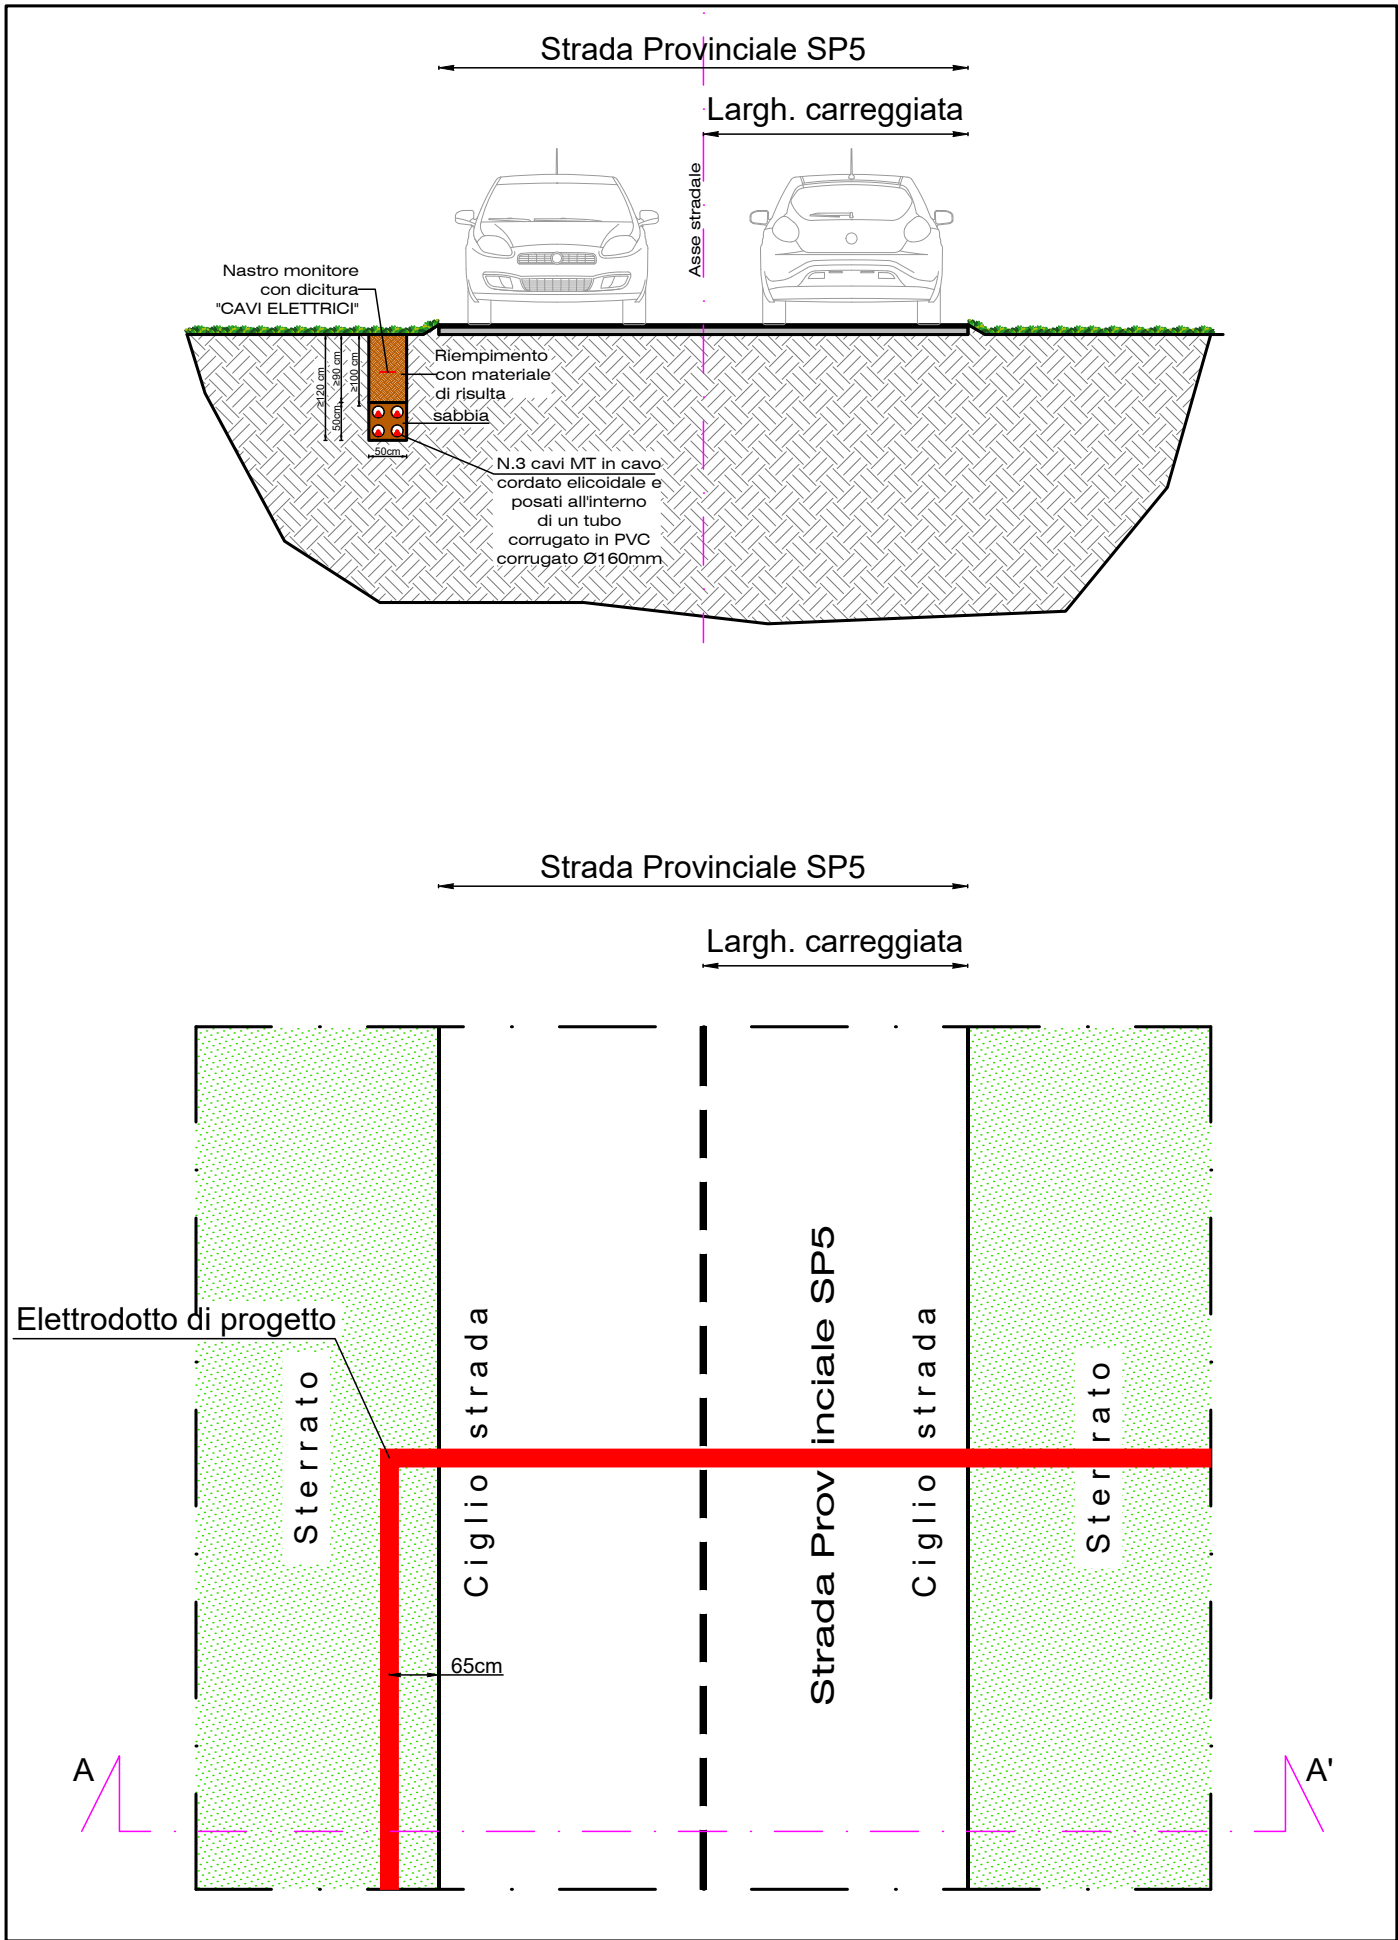 Strada Provinciale SP5
Largh. carreggiata
Asse stradale
Nastro monitore
con dicitura
"CAVI ELETTRICI"
≥120 cm
≥90 cm
50cm
≥100 cm
Riempimento
con materiale
di risulta
sabbia
50cm
N.3 cavi MT in cavo
cordato elicoidale e
posati all'interno
di un tubo
corrugato in PVC
corrugato Ø160mm
Strada Provinciale SP5
Largh. carreggiata
Elettrodotto di progetto
Sterrato
Ciglio strada
Strada Provinciale SP5
Ciglio strada
Sterrato
65cm
A
A'